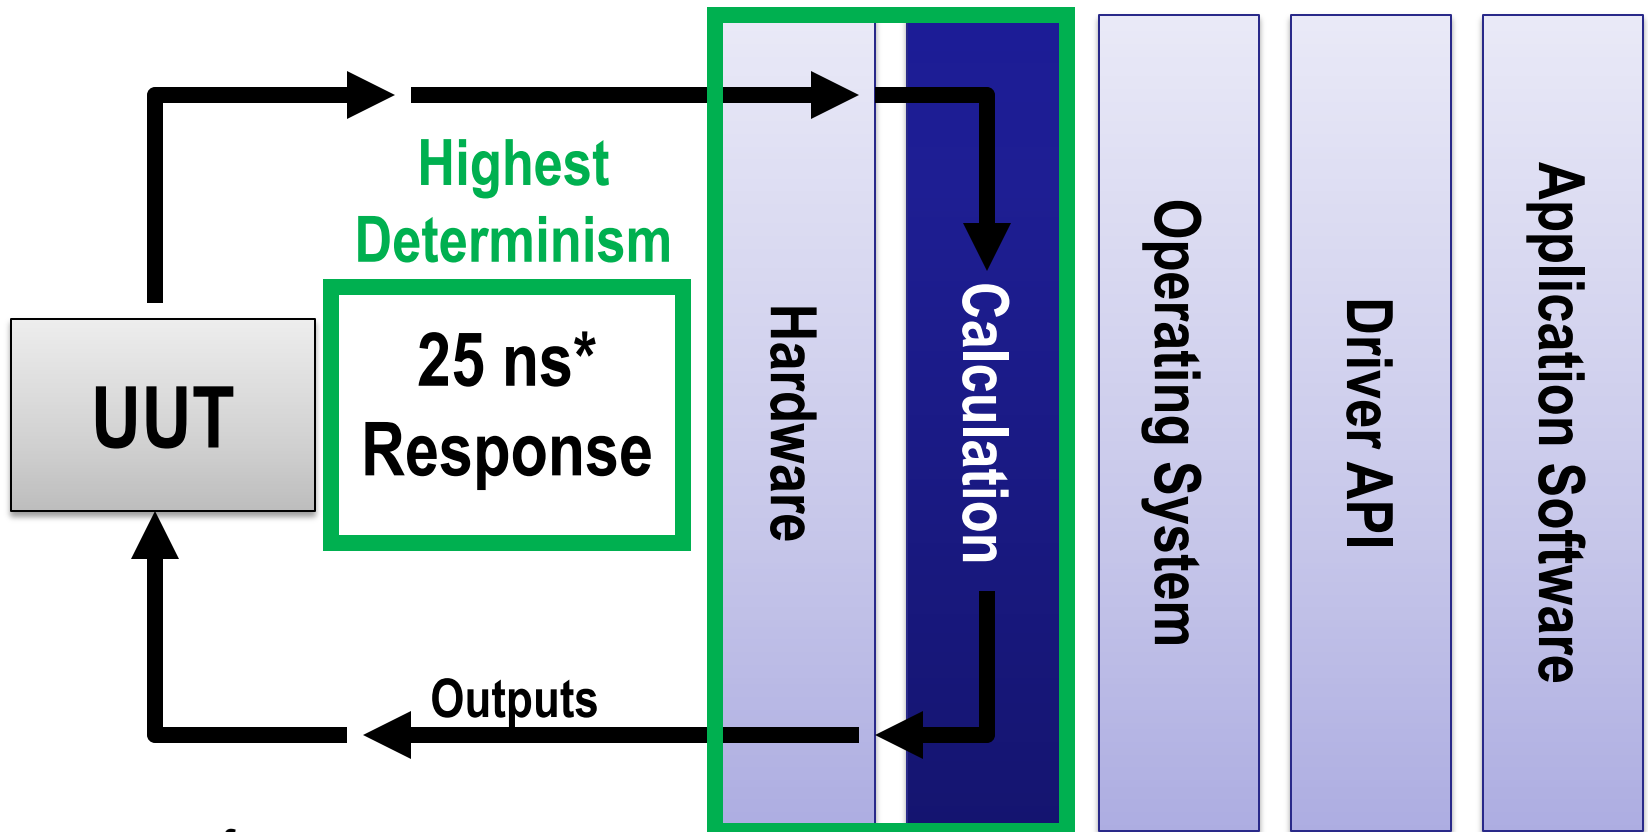 Highest
Determinism
25 ns*
Response
UUT
Outputs
Hardware
Calculation
Operating System
Driver API
Application Software